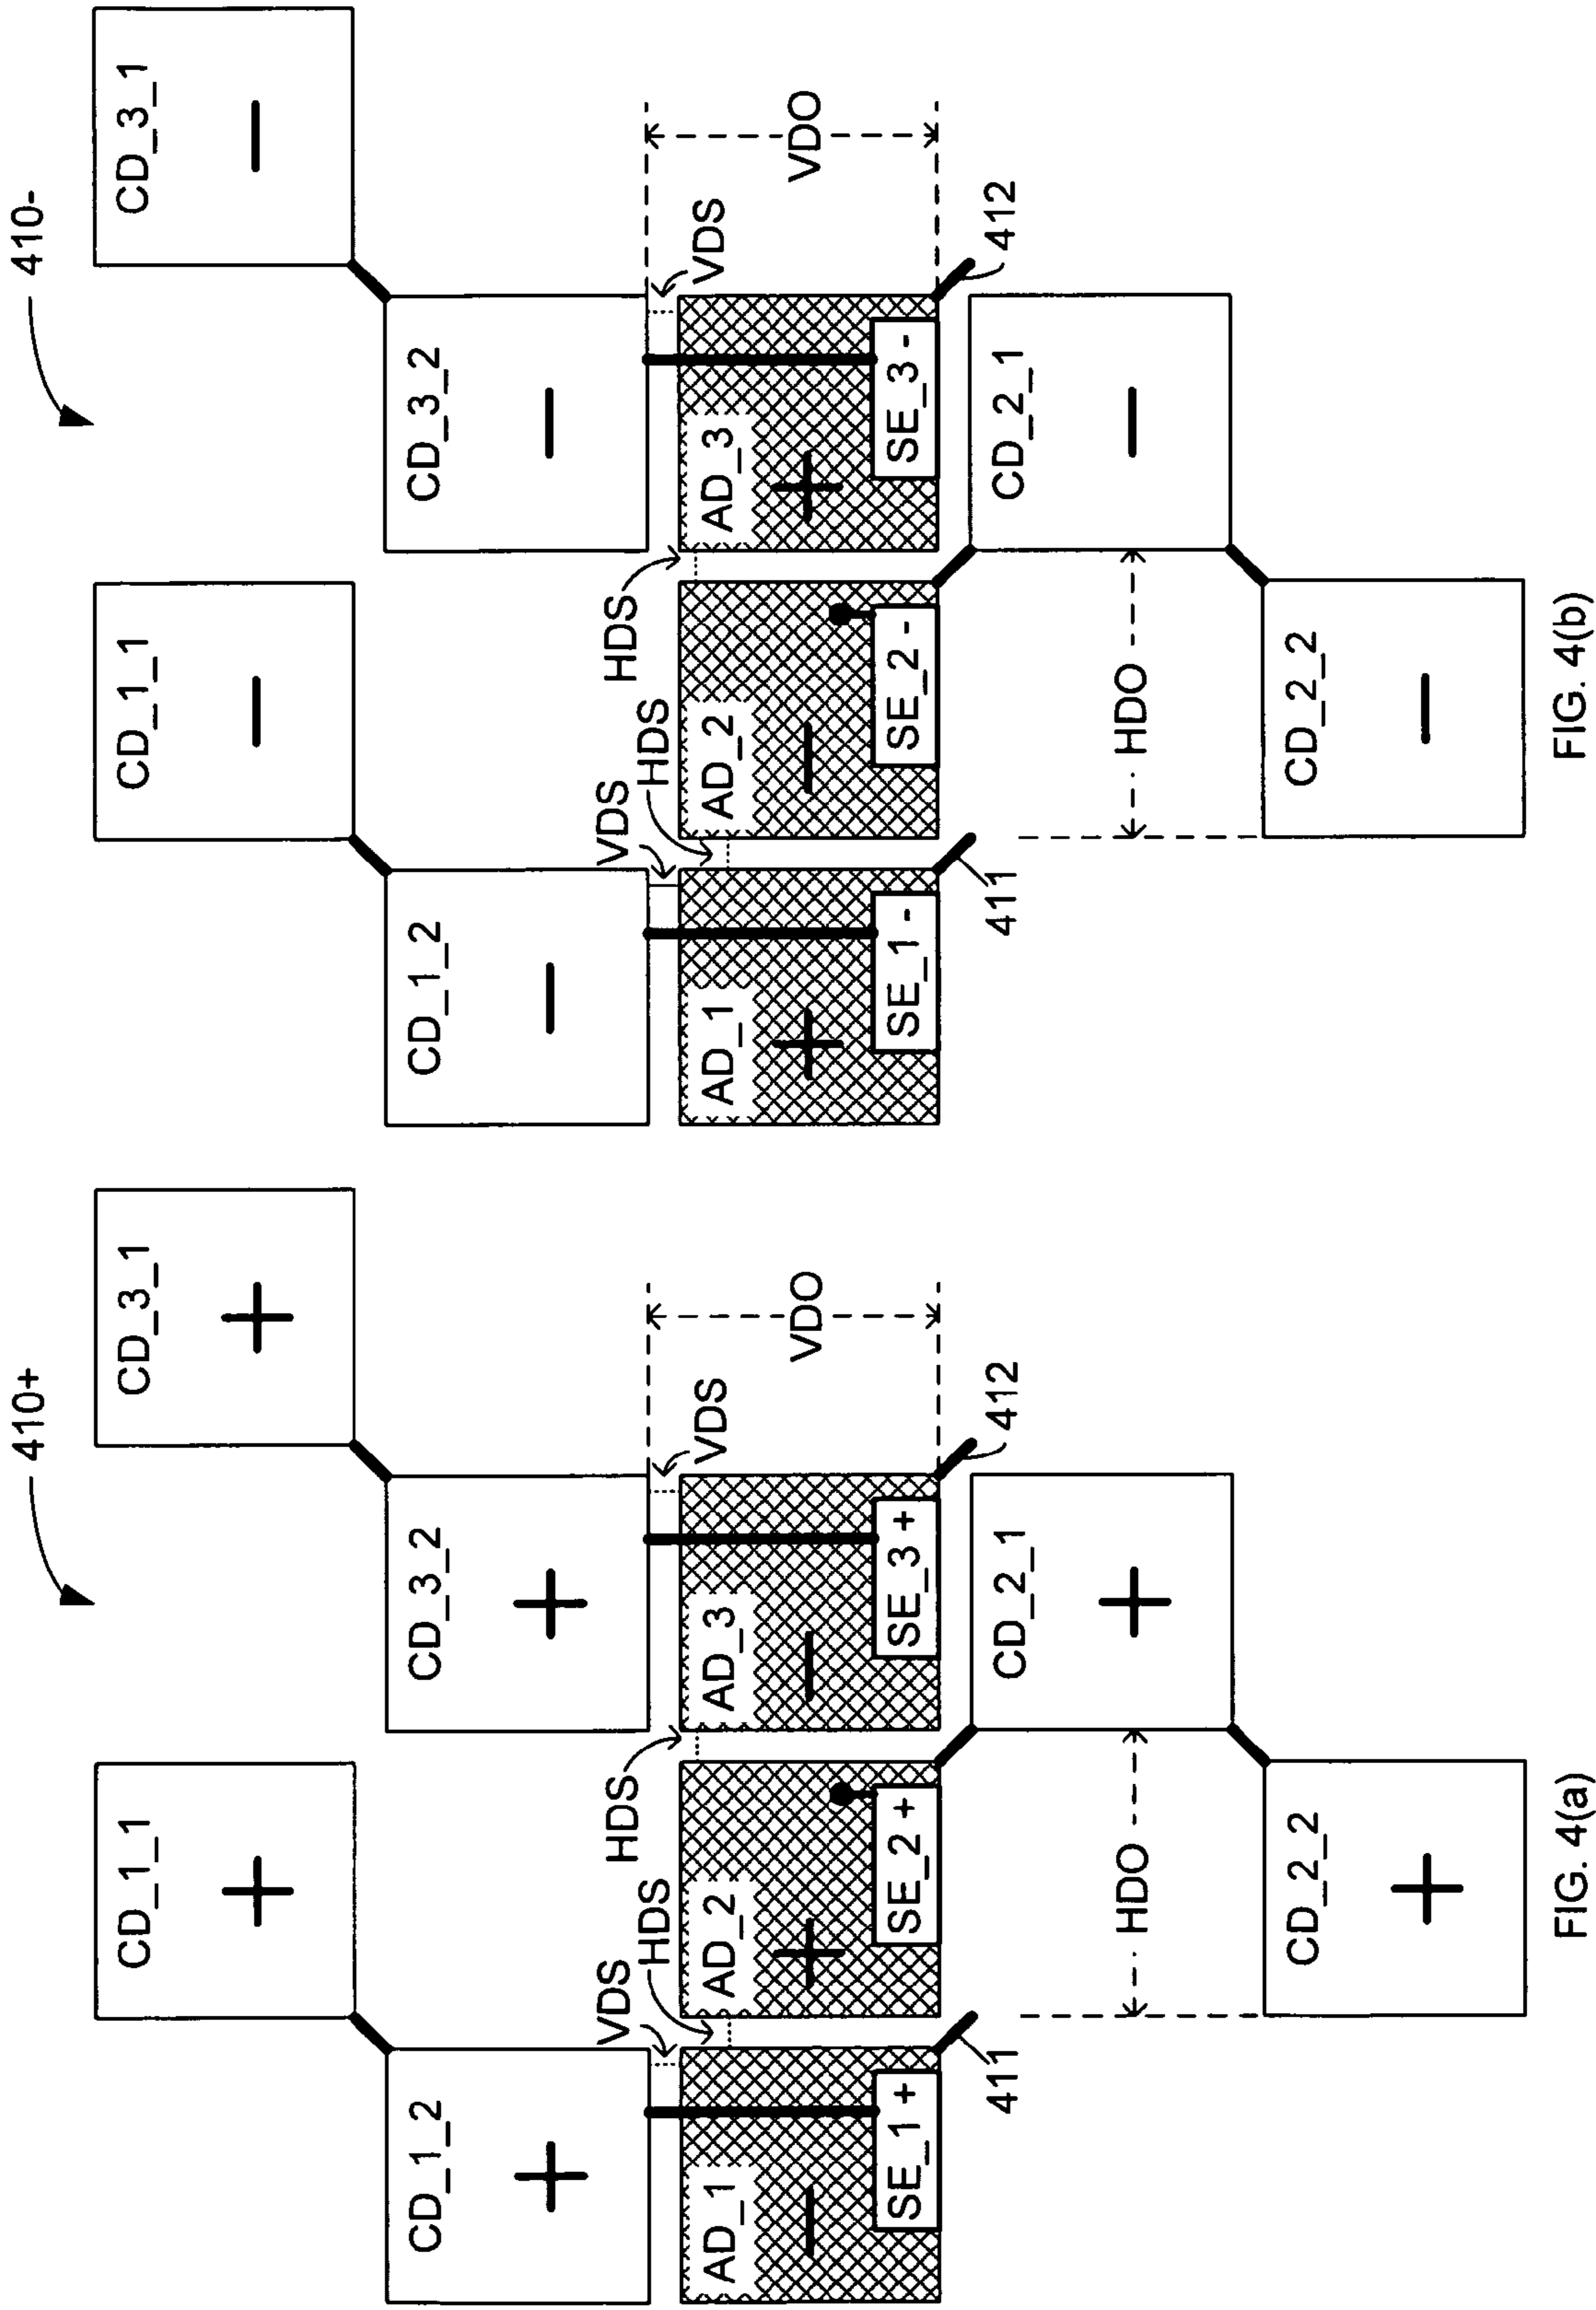 410+
CD_1_1
CD_3_1
+
+
CD_1_2
CD_3_2
+
+
VDS
HDS
HDS
VDS
VDO
AD_1
AD_2
AD_3
−
+
−
SE_1 +
SE_2 +
SE_3 +
411
412
CD_2_1
+
HDO
CD_2_2
+
FIG. 4(a)
410-
CD_1_1
CD_3_1
−
−
CD_1_2
CD_3_2
−
−
VDS
HDS
HDS
VDS
VDO
AD_1
AD_2
AD_3
+
−
+
SE_1 -
SE_2 -
SE_3 -
411
412
CD_2_1
−
HDO
CD_2_2
−
FIG. 4(b)